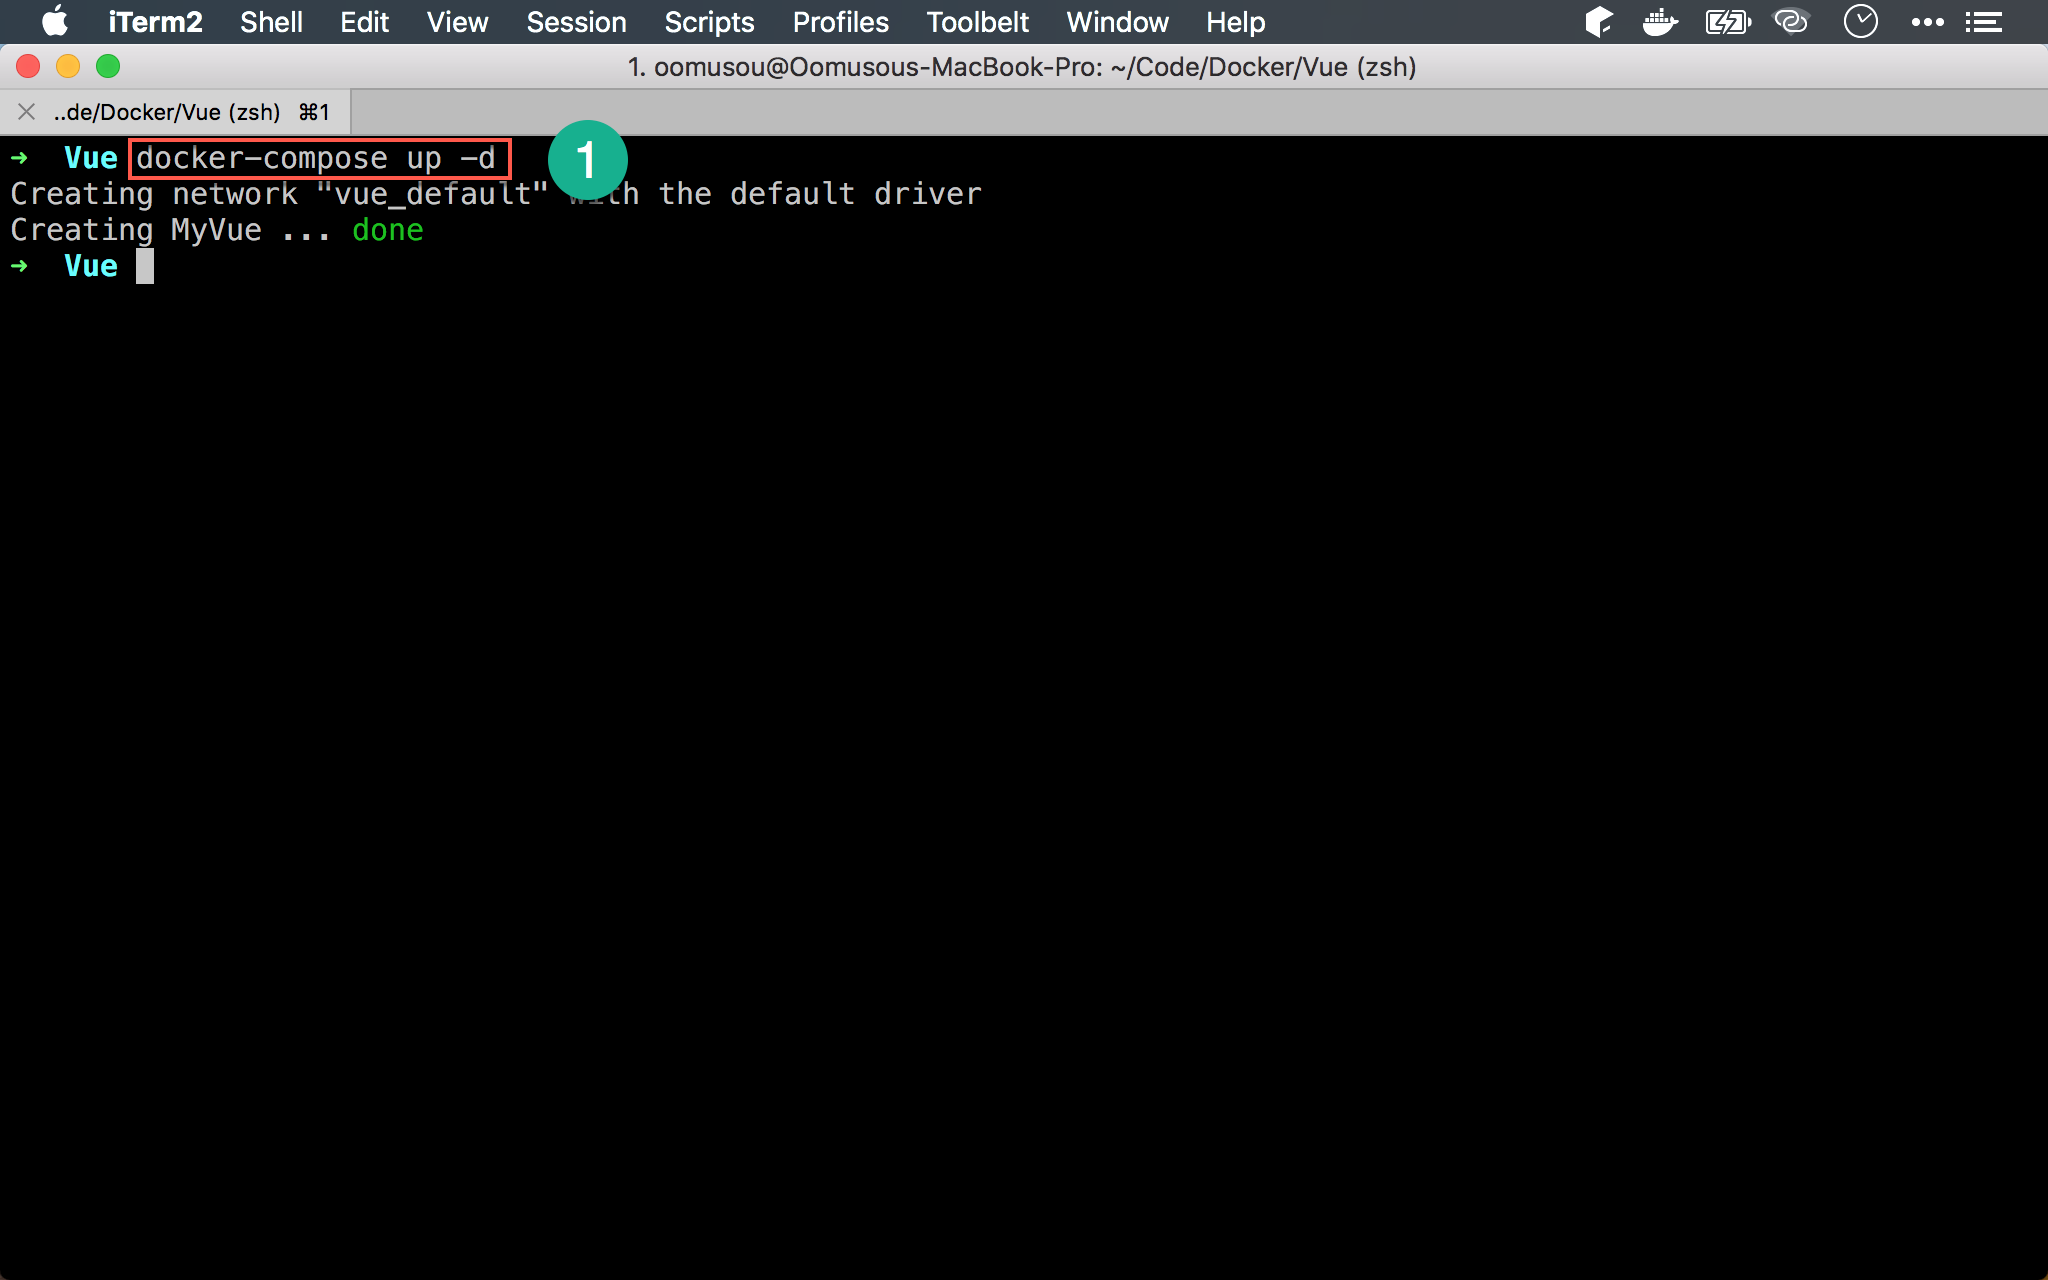 iTerm2 Shell Edit View Session Scripts Profiles Toolbelt Window Help
1. oomusou@Oomusous-MacBook-Pro: ~/Code/Docker/Vue (zsh)
..de/Docker/Vue (zsh) ⌘1
➜ Vue docker-compose up -d 1
Creating network "vue_default" with the default driver
Creating MyVue ... done
➜ Vue